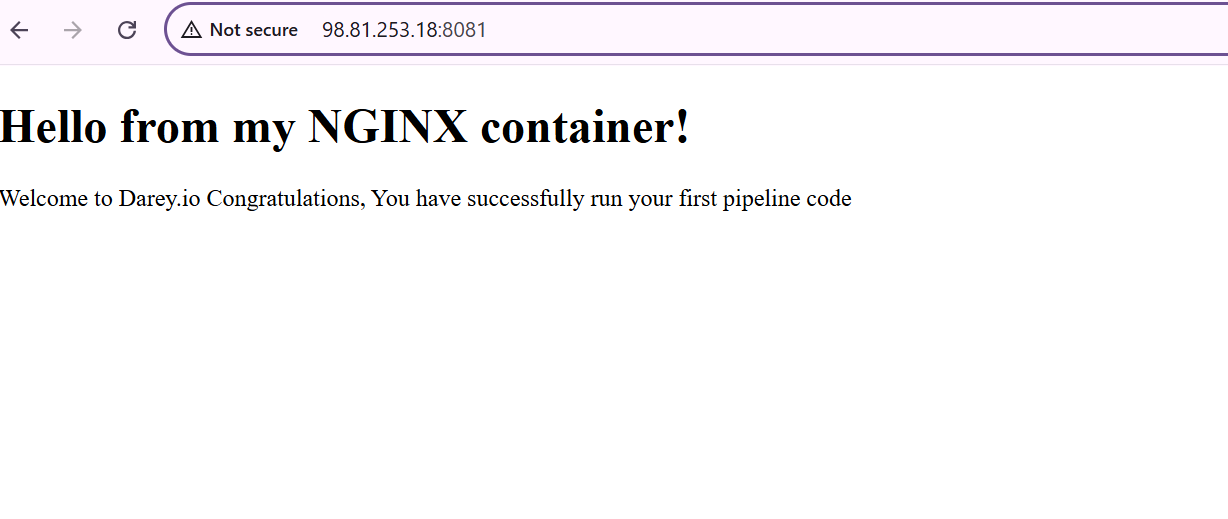 Not secure 98.81.253.18:8081
Hello from my NGINX container!
Welcome to Darey.io Congratulations, You have successfully run your first pipeline code